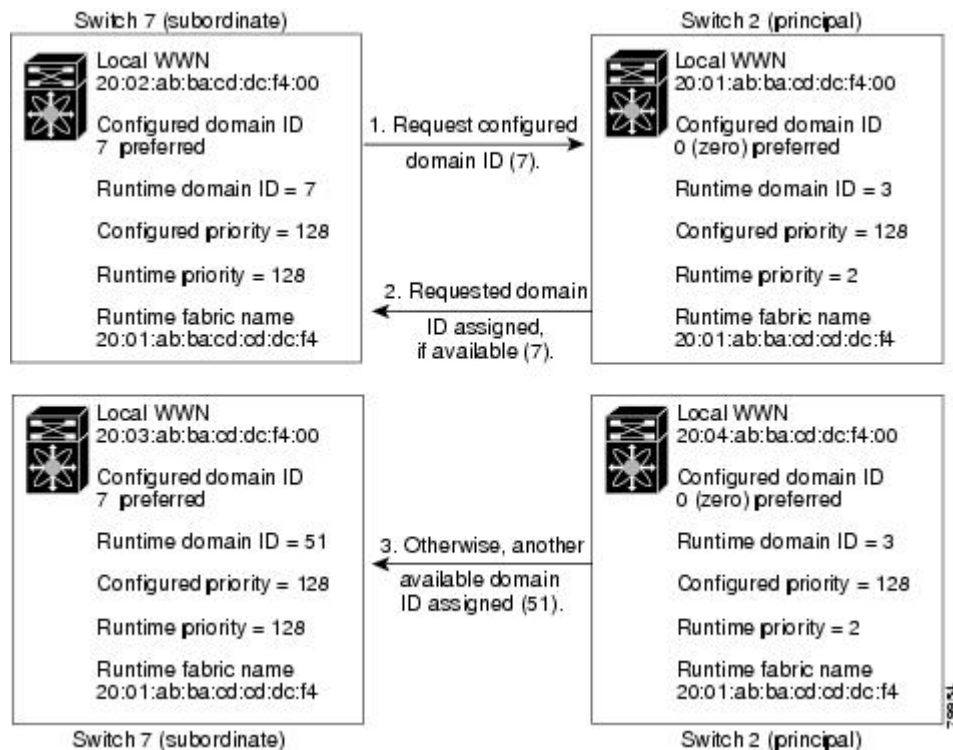 Switch 7 (subordinate)
Local WWN
20:02:ab:ba:cd:dc:f4:00
Configured domain ID
7 preferred
Runtime domain ID = 7
Configured priority = 128
Runtime priority = 128
Runtime fabric name
20:01:ab:ba:cd:cd:dc:f4
1. Request configured
domain ID (7).
2. Requested domain
ID assigned,
if available (7).
Switch 2 (principal)
Local WWN
20:01:ab:ba:cd:dc:f4:00
Configured domain ID
0 (zero) preferred
Runtime domain ID = 3
Configured priority = 128
Runtime priority = 2
Runtime fabric name
20:01:ab:ba:cd:cd:dc:f4
Local WWN
20:03:ab:ba:cd:dc:f4:00
Configured domain ID
7 preferred
Runtime domain ID = 51
Configured priority = 128
Runtime priority = 128
Runtime fabric name
20:01:ab:ba:cd:cd:dc:f4
Switch 7 (subordinate)
3. Otherwise, another
available domain
ID assigned (51).
Local WWN
20:04:ab:ba:cd:dc:f4:00
Configured domain ID
0 (zero) preferred
Runtime domain ID = 3
Configured priority = 128
Runtime priority = 2
Runtime fabric name
20:01:ab:ba:cd:cd:dc:f4
Switch 2 (principal)